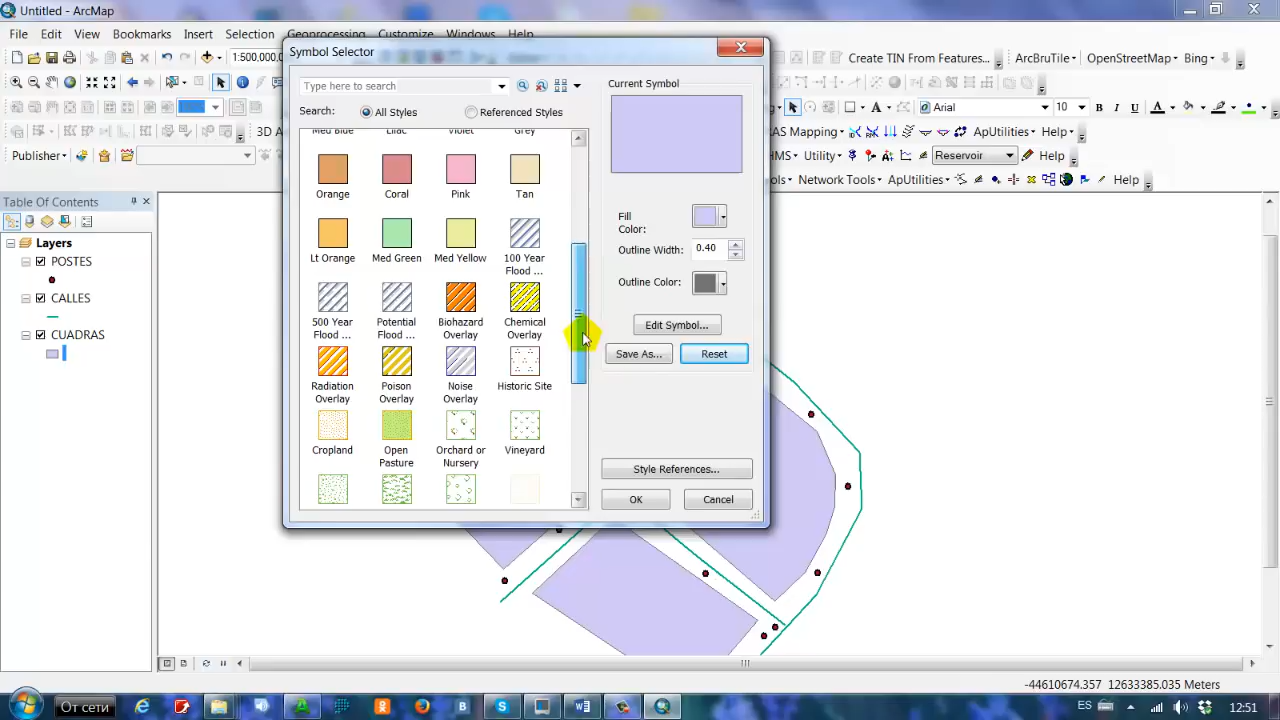 Untitled - ArcMap
File Edit View Bookmarks Insert Selection Geoprocessing Customize Windows Help
1:500,000.
Create TIN From Features...
ArcBruTile
OpenStreetMap
Bing
Arial
10
B I U A
3D A
RAS Mapping
ApUtilities
Help
Publisher
HMS
Utility
Reservoir
Help
Network Tools
ApUtilities
Help
Table Of Contents
Layers
POSTES
CALLES
CUADRAS
Symbol Selector
Type here to search
Search:
All Styles
Referenced Styles
Med Blue Lilac Violet Grey
Orange Coral Pink Tan
Lt Orange Med Green Med Yellow 100 Year
Flood ...
500 Year Potential Biohazard Chemical
Flood ... Flood ... Overlay Overlay
Radiation Poison Noise Historic Site
Overlay Overlay Overlay
Cropland Open Orchard or Vineyard
Pasture Nursery
Current Symbol
Fill
Color:
Outline Width: 0.40
Outline Color:
Edit Symbol...
Save As... Reset
Style References...
OK Cancel
-44610674.357 12633385.035 Meters
От сети
ES
12:51